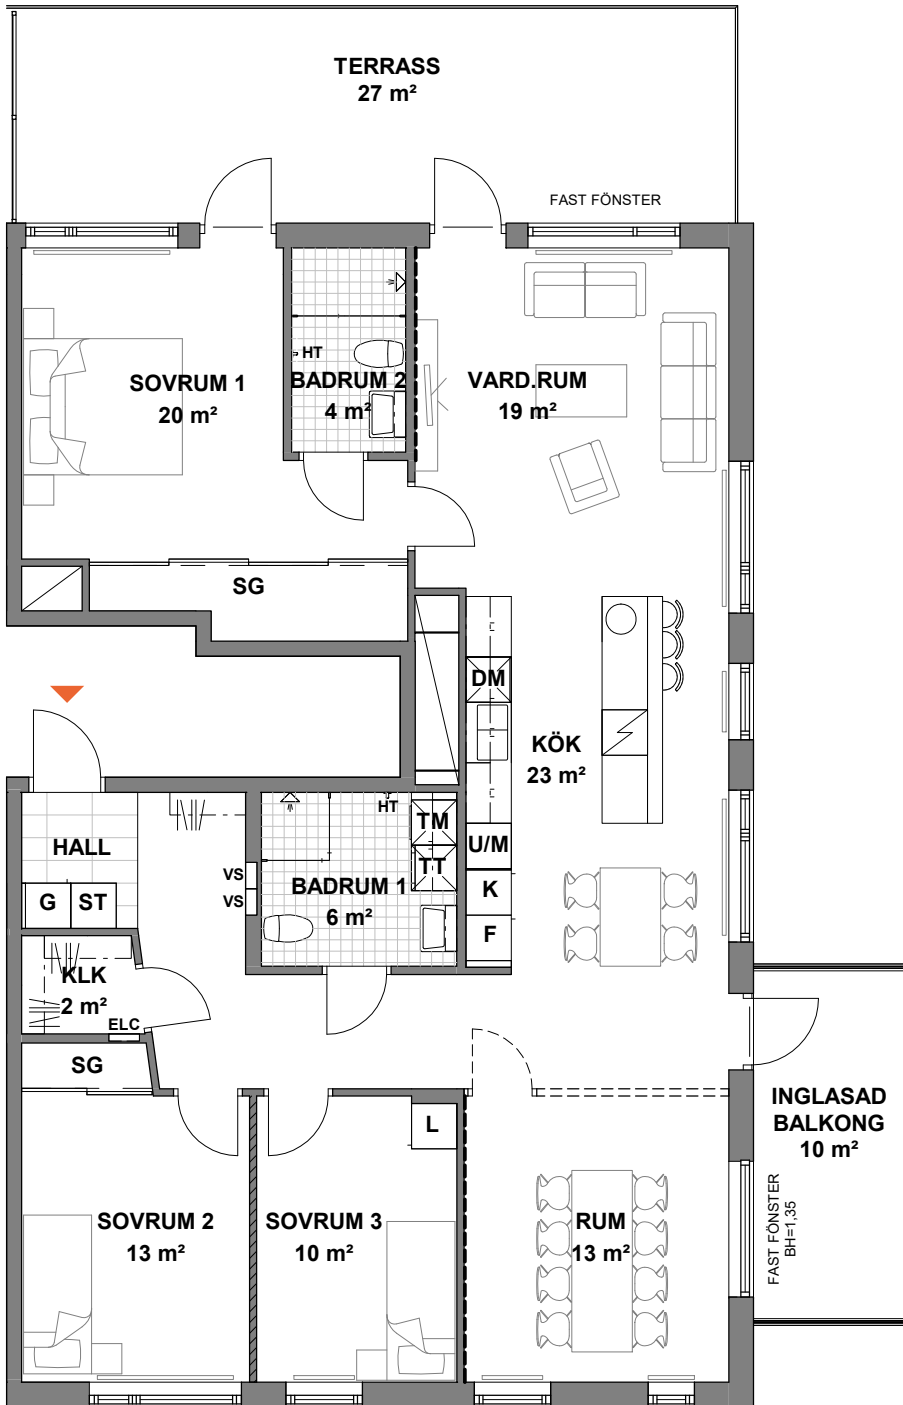 TERRASS
27 m²
FAST FÖNSTER
HT
SOVRUM 1
20 m²
BADRUM 2
4 m²
VARD.RUM
19 m²
SG
DM
KÖK
23 m²
HT
TM
TT
U/M
K
F
HALL
G
ST
VS
VS
BADRUM 1
6 m²
KLK
2 m²
ELC
SG
L
INGLASAD
BALKONG
10 m²
FAST FÖNSTER
BH=1,35
SOVRUM 2
13 m²
SOVRUM 3
10 m²
RUM
13 m²